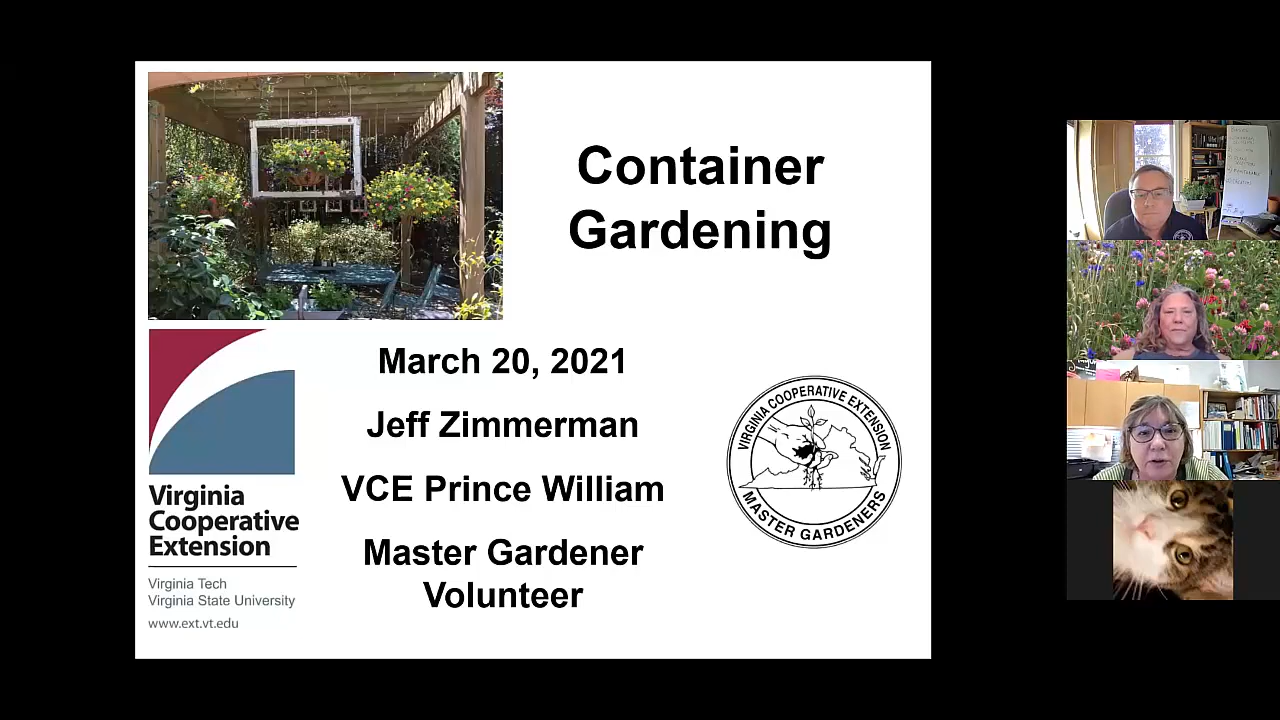 Container
Gardening
March 20, 2021
Jeff Zimmerman
VCE Prince William
Master Gardener
Volunteer
Virginia
Cooperative
Extension
Virginia Tech
Virginia State University
www.ext.vt.edu
VIRGINIA COOPERATIVE EXTENSION
MASTER GARDENERS